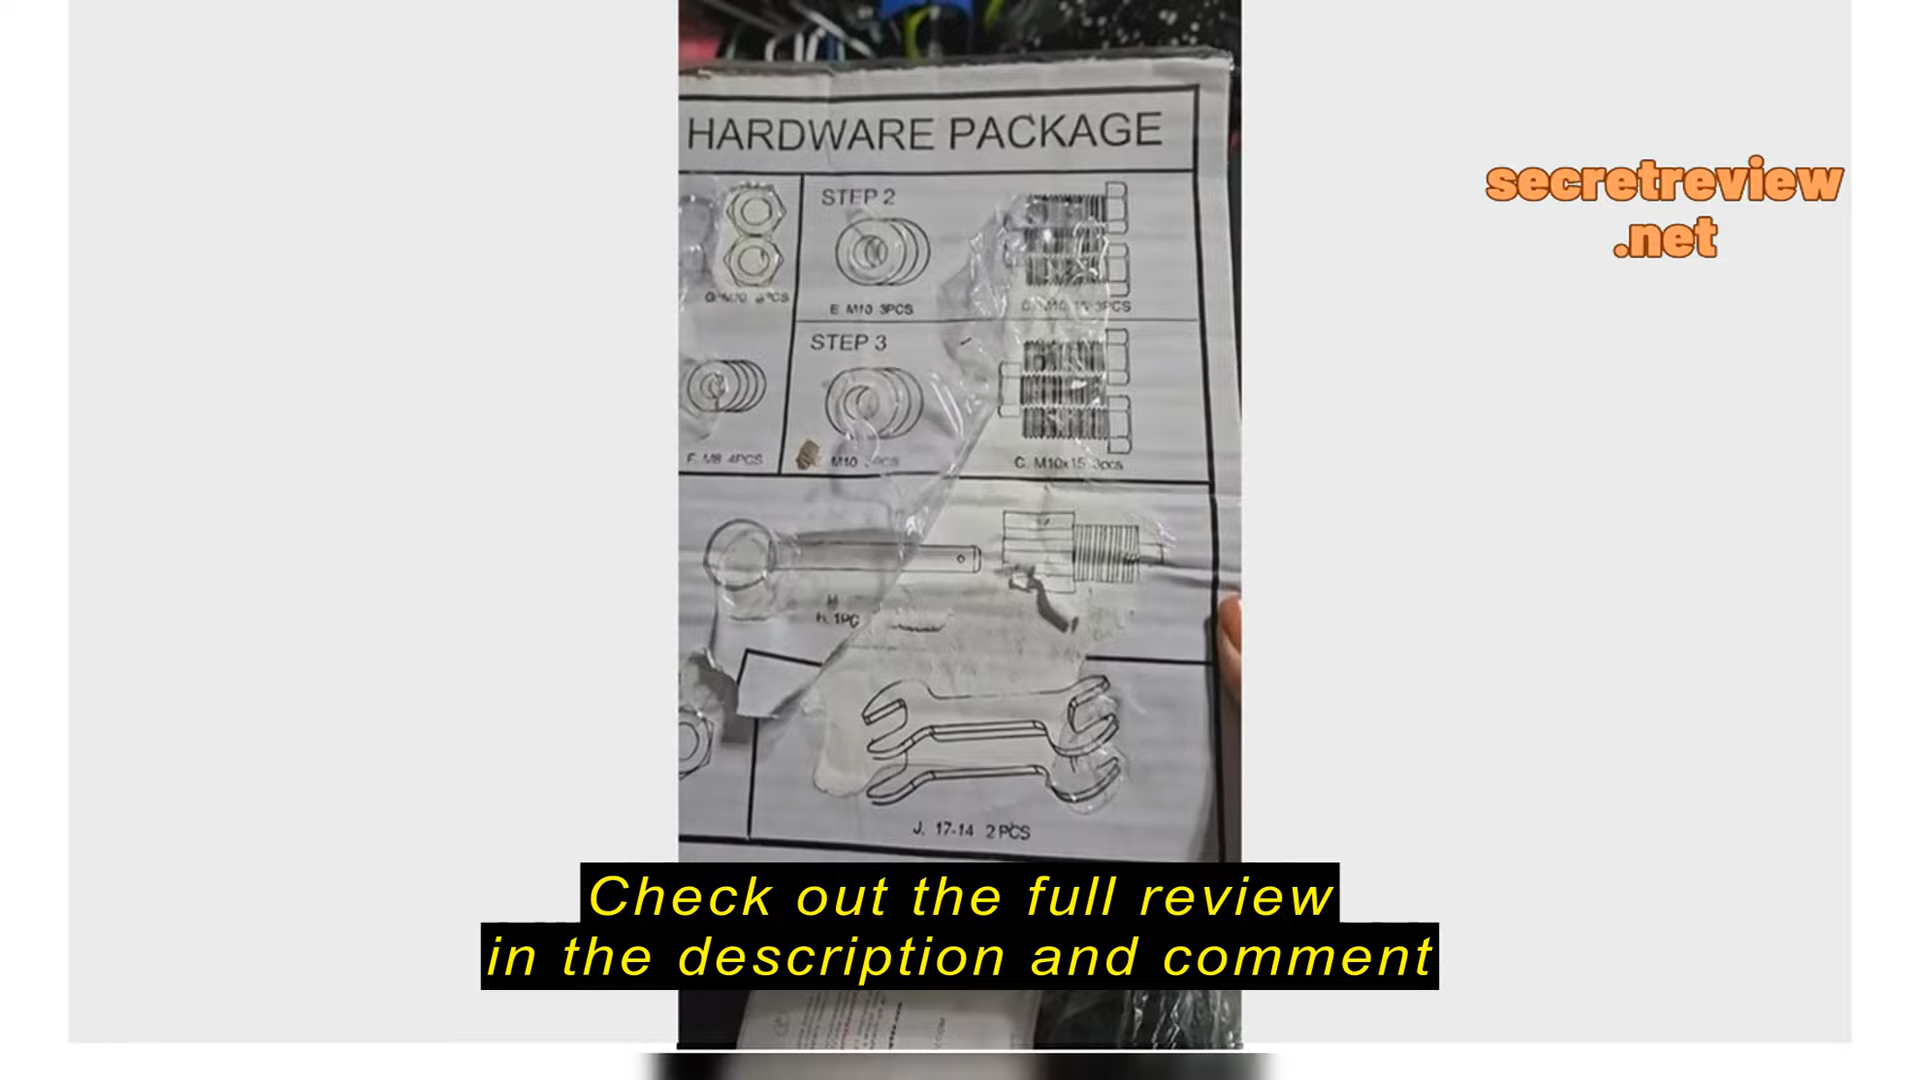 HARDWARE PACKAGE
STEP 2
E. M10 3PCS
STEP 3
F. M8 4PCS
M10
C. M10x15
H
1PC
J. 17-14 2PCS
secretreview
.net
Check out the full review
in the description and comment